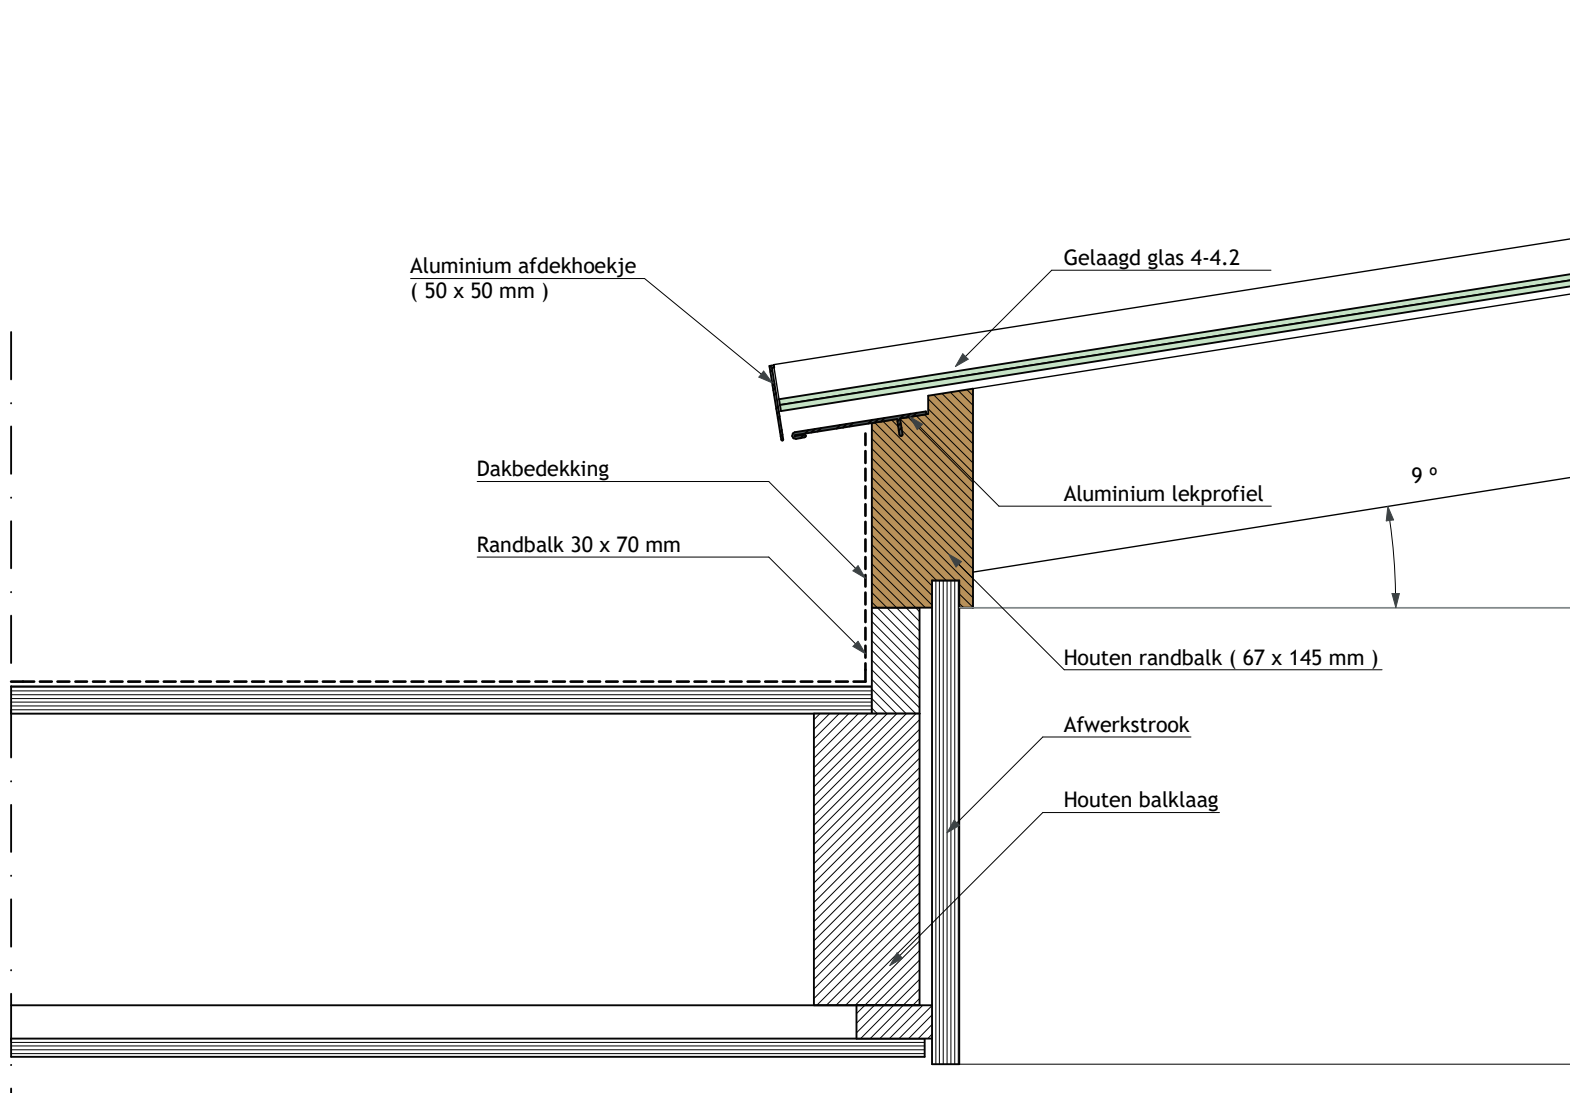 Gelaagd glas 4-4.2
Aluminium afdekhoekje
( 50 x 50 mm )
Dakbedekking
9 º
Aluminium lekprofiel
Randbalk 30 x 70 mm
Houten randbalk ( 67 x 145 mm )
Afwerkstrook
Houten balklaag